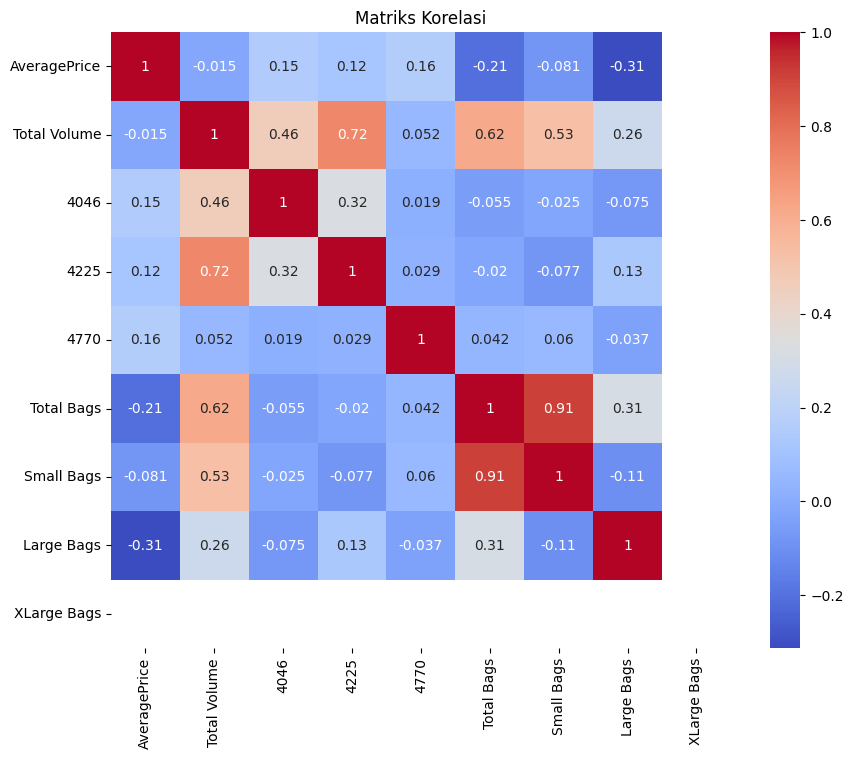 Matriks Korelasi
AveragePrice 1 -0.015 0.15 0.12 0.16 -0.21 -0.081 -0.31
Total Volume -0.015 1 0.46 0.72 0.052 0.62 0.53 0.26
4046 0.15 0.46 1 0.32 0.019 -0.055 -0.025 -0.075
4225 0.12 0.72 0.32 1 0.029 -0.02 -0.077 0.13
4770 0.16 0.052 0.019 0.029 1 0.042 0.06 -0.037
Total Bags -0.21 0.62 -0.055 -0.02 0.042 1 0.91 0.31
Small Bags -0.081 0.53 -0.025 -0.077 0.06 0.91 1 -0.11
Large Bags -0.31 0.26 -0.075 0.13 -0.037 0.31 -0.11 1
XLarge Bags
AveragePrice
Total Volume
4046
4225
4770
Total Bags
Small Bags
Large Bags
XLarge Bags
1.0
0.8
0.6
0.4
0.2
0.0
−0.2